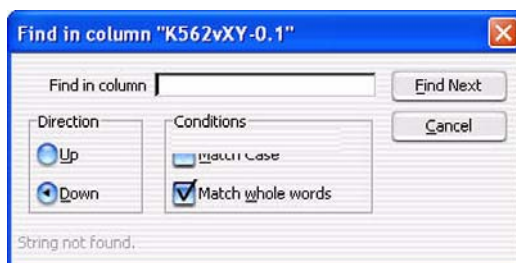 Find in column "K562vXY-0.1"
Find in column
Find Next
Direction
Conditions
Cancel
Up
Match Case
Down
Match whole words
String not found.